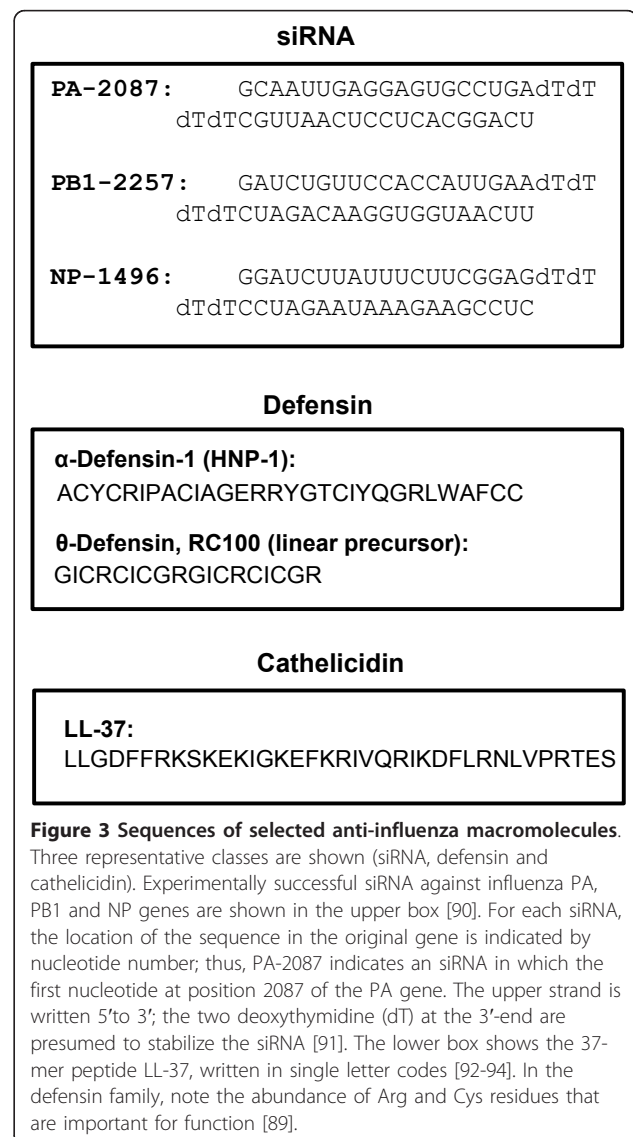 siRNA
PA-2087: GCAAUUGAGGAGUGCCUGAdTdT
dTdTCGUUAACUCCUCACGGACU
PB1-2257: GAUCUGUUCCACCAUUGAAdTdT
dTdTCUAGACAAGGUGGUAACUU
NP-1496: GGAUCUUAUUUCUUCGGAGdTdT
dTdTCCUAGAAUAAAGAAGCCUC
Defensin
α-Defensin-1 (HNP-1):
ACYCRIPACIAGERRYGTCIYQGRLWAFCC
θ-Defensin, RC100 (linear precursor):
GICRCICGRGICRCICGR
Cathelicidin
LL-37:
LLGDFFRKSKEKIGKEFKRIVQRIKDFLRNLVPRTES
Figure 3 Sequences of selected anti-influenza macromolecules.
Three representative classes are shown (siRNA, defensin and
cathelicidin). Experimentally successful siRNA against influenza PA,
PB1 and NP genes are shown in the upper box [90]. For each siRNA,
the location of the sequence in the original gene is indicated by
nucleotide number; thus, PA-2087 indicates an siRNA in which the
first nucleotide at position 2087 of the PA gene. The upper strand is
written 5′to 3′; the two deoxythymidine (dT) at the 3′-end are
presumed to stabilize the siRNA [91]. The lower box shows the 37-
mer peptide LL-37, written in single letter codes [92-94]. In the
defensin family, note the abundance of Arg and Cys residues that
are important for function [89].